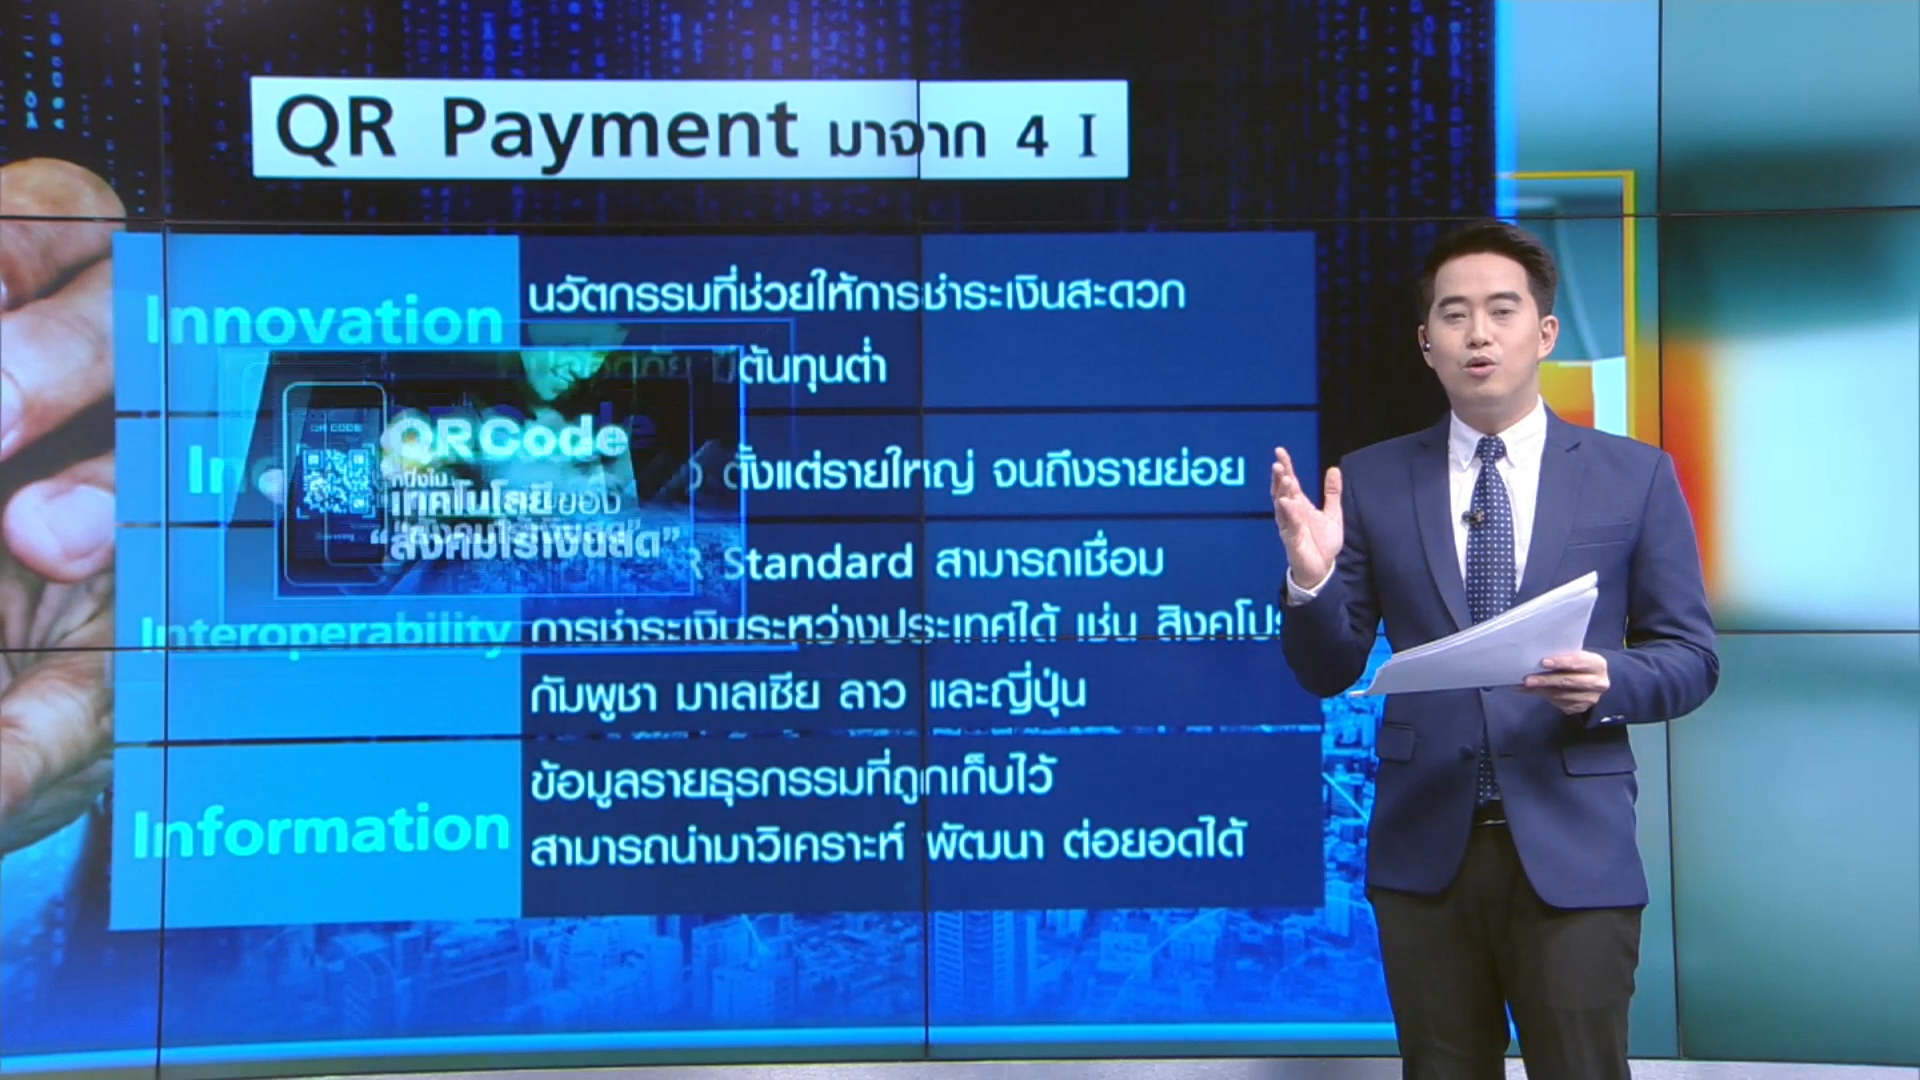 QR Payment มาจาก 4 I
Innovation
นวัตกรรมที่ช่วยให้การชำระเงินสะดวก
ต้นทุนต่ำ
ตั้งแต่รายใหญ่ จนถึงรายย่อย
QR Code
QR CODE
หนึ่งใน
เทคโนโลยีของ
“สังคมไร้เงินสด”
Interoperability
Standard สามารถเชื่อม
การชำระเงินระหว่างประเทศได้ เช่น
กัมพูชา มาเลเซีย ลาว และญี่ปุ่น
Information
ข้อมูลรายธุรกรรมที่ถูกเก็บไว้
สามารถนำมาวิเคราะห์ พัฒนา ต่อยอดได้